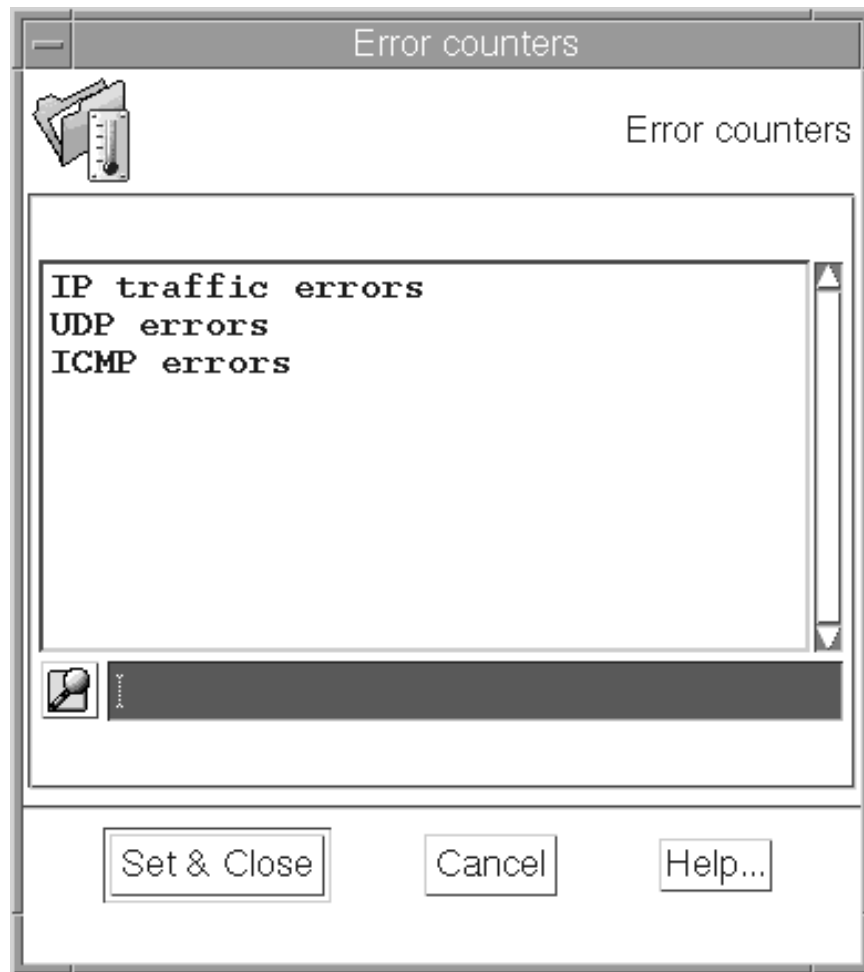 Error counters
Error counters
IP traffic errors
UDP errors
ICMP errors
Set & Close
Cancel
Help...